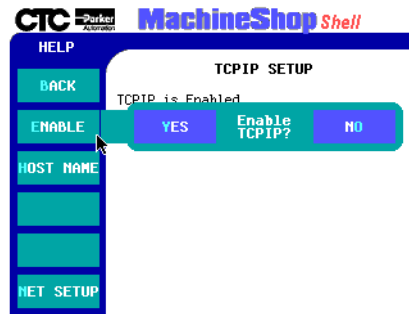 CTC Parker Automation MachineShop Shell
HELP
TCPIP SETUP
BACK
TCPIP is Enabled
ENABLE
YES
Enable
TCPIP?
NO
HOST NAME
NET SETUP